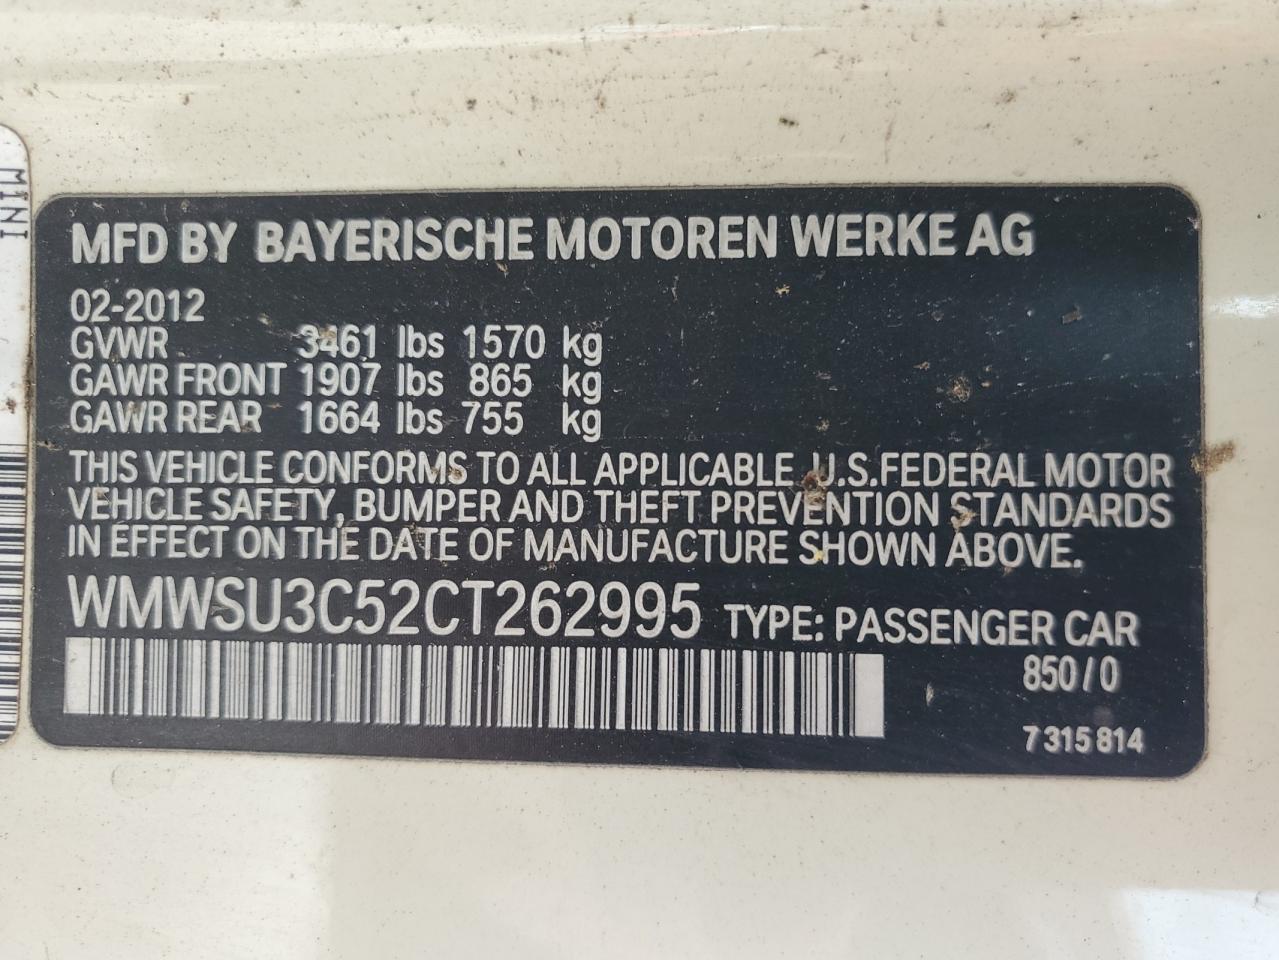 MINI
MFD BY BAYERISCHE MOTOREN WERKE AG
02-2012
GVWR 3461 lbs 1570 kg
GAWR FRONT 1907 lbs 865 kg
GAWR REAR 1664 lbs 755 kg
THIS VEHICLE CONFORMS TO ALL APPLICABLE U.S.FEDERAL MOTOR
VEHICLE SAFETY, BUMPER AND THEFT PREVENTION STANDARDS
IN EFFECT ON THE DATE OF MANUFACTURE SHOWN ABOVE.
WMWSU3C52CT262995 TYPE: PASSENGER CAR
850/0
7 315 814